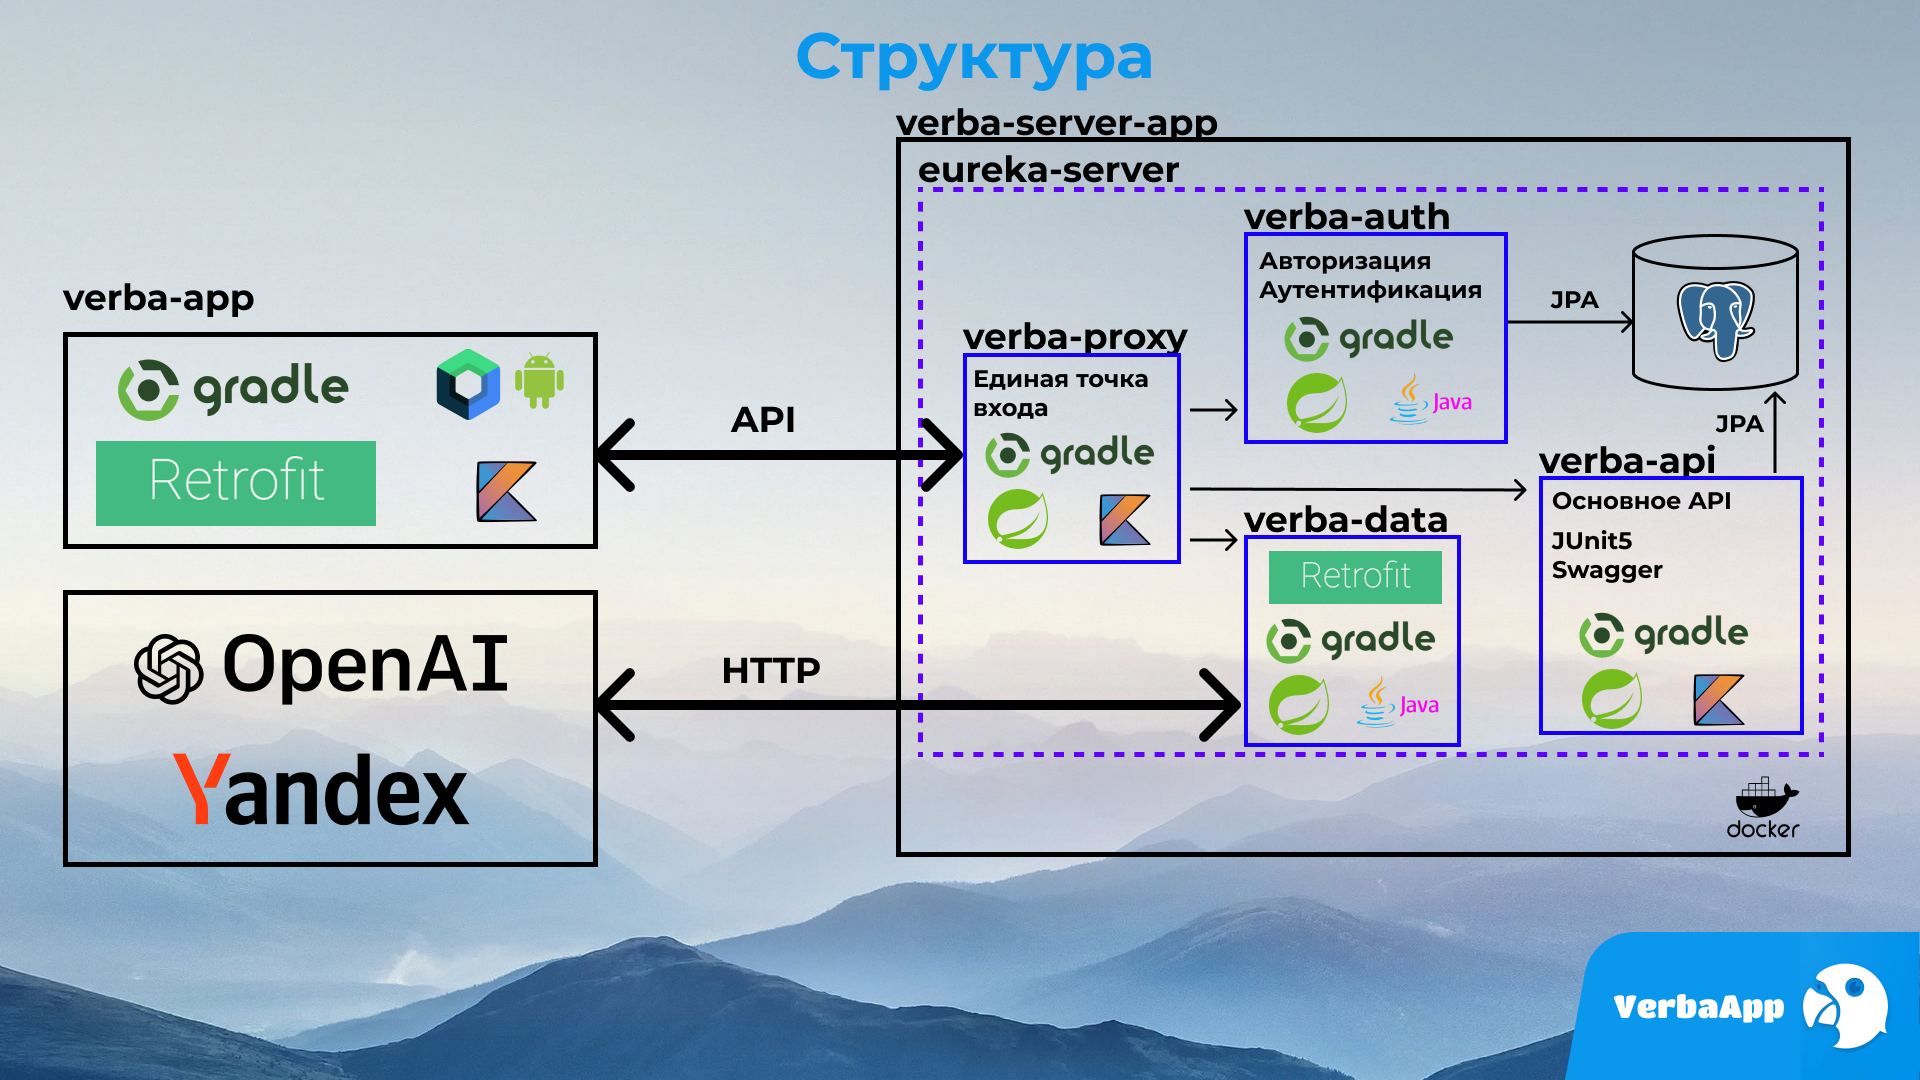 Структура
verba-server-app
eureka-server
verba-app
gradle
Retrofit
API
OpenAI
Yandex
HTTP
verba-proxy
Единая точка
входа
gradle
verba-auth
Авторизация
Аутентификация
gradle
Java
JPA
JPA
verba-data
Retrofit
gradle
Java
verba-api
Основное API
JUnit5
Swagger
gradle
docker
VerbaApp